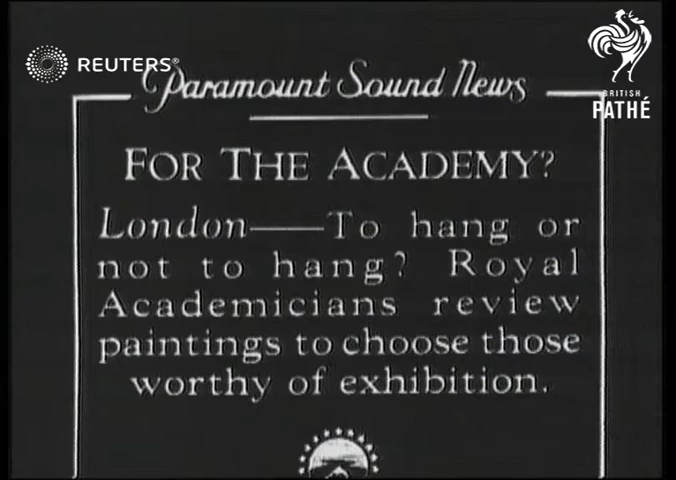 REUTERS®
BRITISH
PATHÉ
Paramount Sound News
FOR THE ACADEMY?
London——To hang or
not to hang? Royal
Academicians review
paintings to choose those
worthy of exhibition.